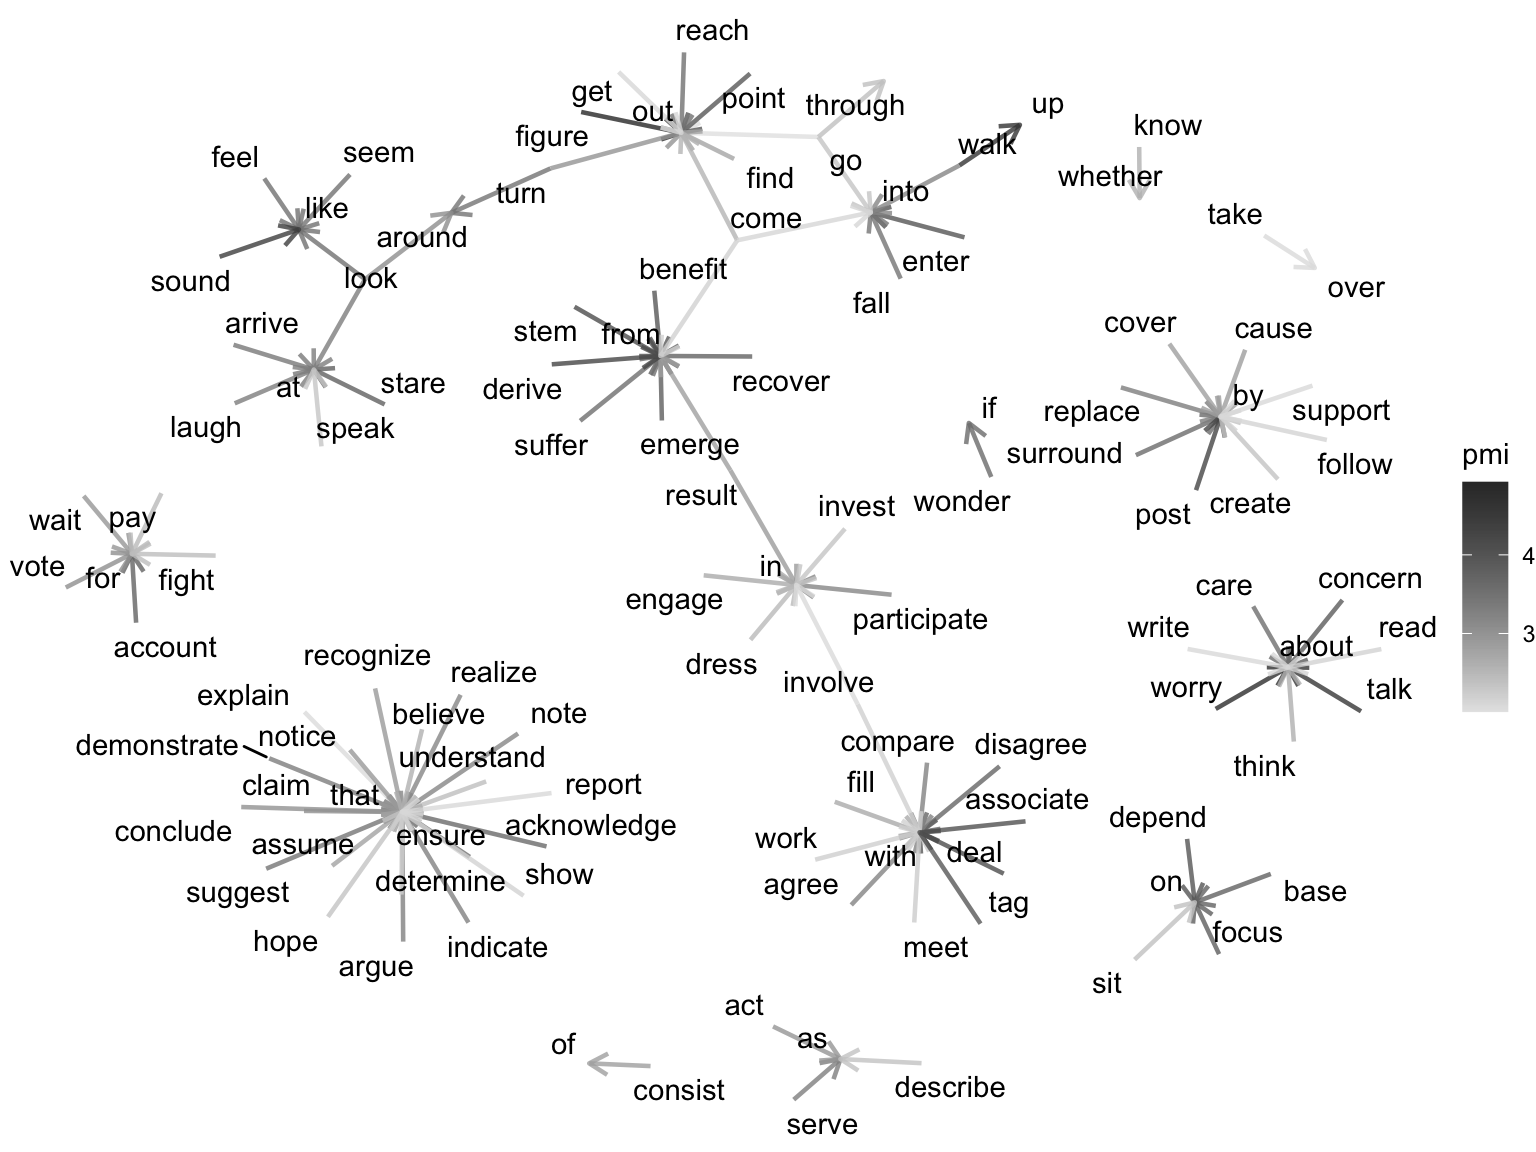 reach
get
out
point
through
up
figure
walk
know
feel
seem
go
find
into
whether
turn
like
come
take
around
sound
look
benefit
enter
over
fall
arrive
stem
from
cover
cause
at
stare
derive
recover
by
laugh
speak
if
replace
support
suffer
emerge
surround
follow
pmi
result
invest
wonder
post
create
wait
pay
4
vote
for
fight
in
care
concern
engage
participate
write
read
3
account
about
recognize
realize
dress
involve
worry
talk
explain
believe
note
demonstrate
notice
understand
compare
disagree
think
claim
that
report
fill
associate
depend
conclude
assume
ensure
acknowledge
work
with
deal
suggest
determine
show
agree
tag
on
base
hope
argue
indicate
meet
focus
sit
act
of
as
consist
describe
serve